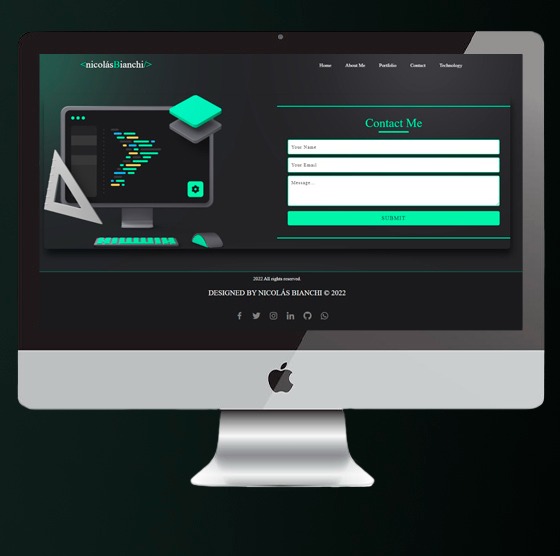 <nicolásBianchi/>
Home About Me Portfolio Contact Technology
Contact Me
Your Name
Your Email
Message...
SUBMIT
2022 All rights reserved.
DESIGNED BY NICOLÁS BIANCHI © 2022